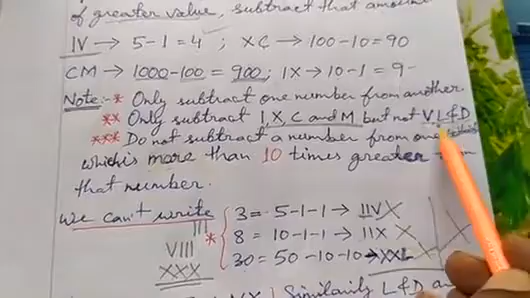 of greater value, subtract that amount
IV → 5-1=4 ; XC → 100-10=90
CM → 1000-100 = 900; IX → 10-1=9
Note:- * Only subtract one number from another
** Only subtract I, X, C and M but not V L & D
*** Do not subtract a number from one
which is more than 10 times greater from
that number.
We can't write
III
VIII
XXX
* 3 = 5-1-1 → IIV X
8 = 10-1-1 → IIX X
30 = 50-10-10 → XXL X
X
Similarly L & D